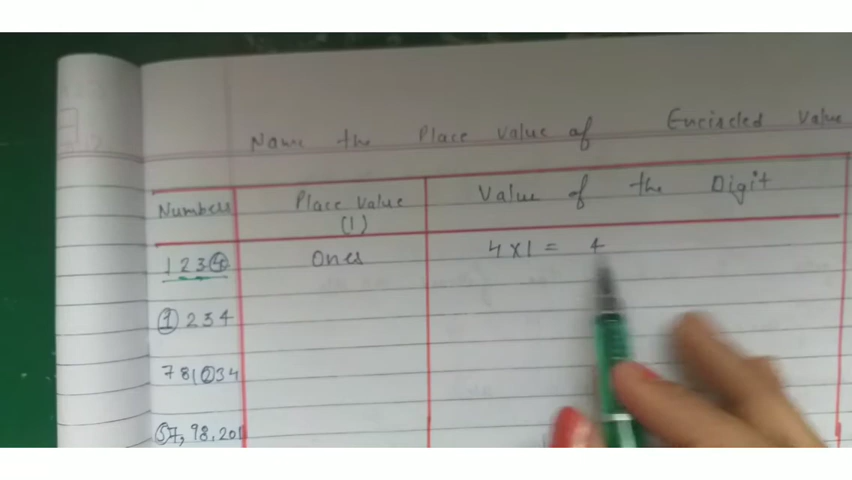 Name the Place Value of Encircled Value
Numbers Place Value Value of the Digit
(1)
1234 Ones 4 x 1 = 4
1234
781234
57,98,201